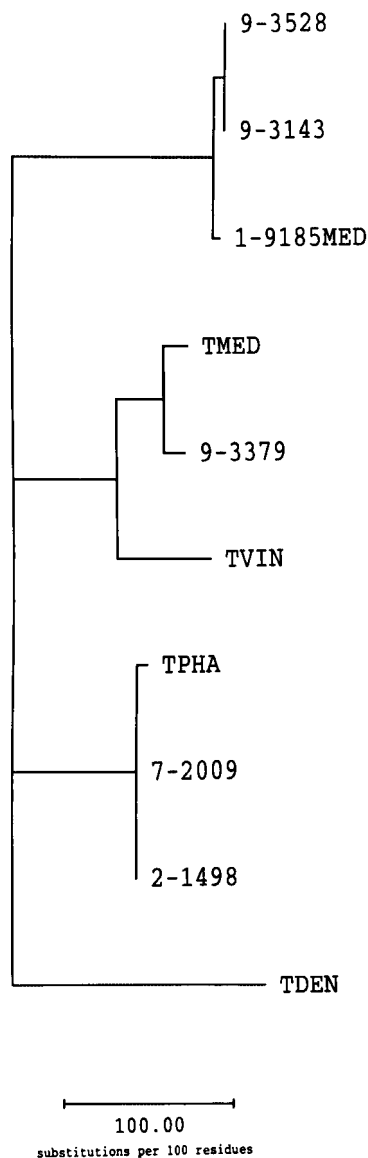 9-3528
9-3143
1-9185MED
TMED
9-3379
TVIN
TPHA
7-2009
2-1498
TDEN
100.00
substitutions per 100 residues